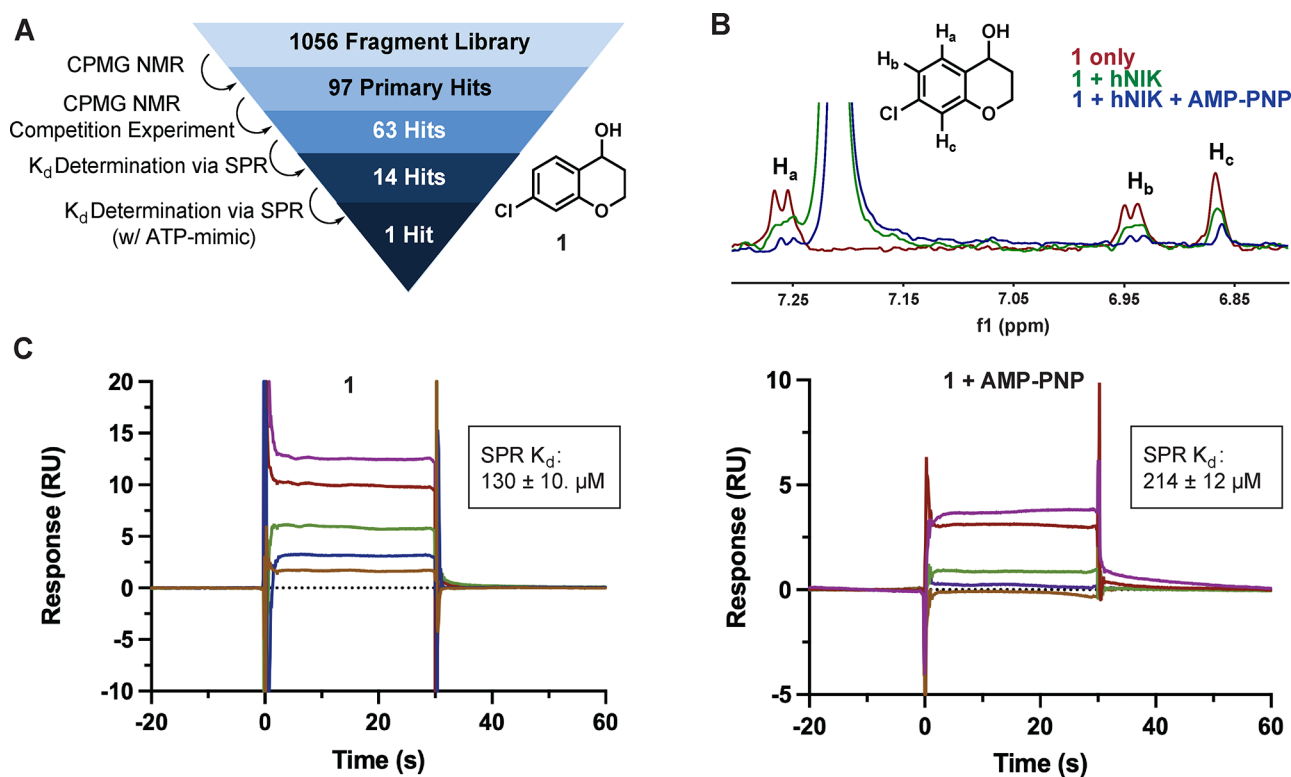 A
1056 Fragment Library
CPMG NMR
97 Primary Hits
CPMG NMR
Competition Experiment
63 Hits
Kd Determination via SPR
14 Hits
Kd Determination via SPR
(w/ ATP-mimic)
1 Hit
OH
Cl
O
1
B
Ha
OH
Hb
Cl
O
Hc
1 only
1 + hNIK
1 + hNIK + AMP-PNP
Ha
Hb
Hc
7.25
7.15
7.05
6.95
6.85
f1 (ppm)
C
1
20
15
10
5
0
-5
-10
Response (RU)
SPR Kd:
130 ± 10. µM
-20
0
20
40
60
Time (s)
1 + AMP-PNP
10
5
0
-5
Response (RU)
SPR Kd:
214 ± 12 µM
-20
0
20
40
60
Time (s)